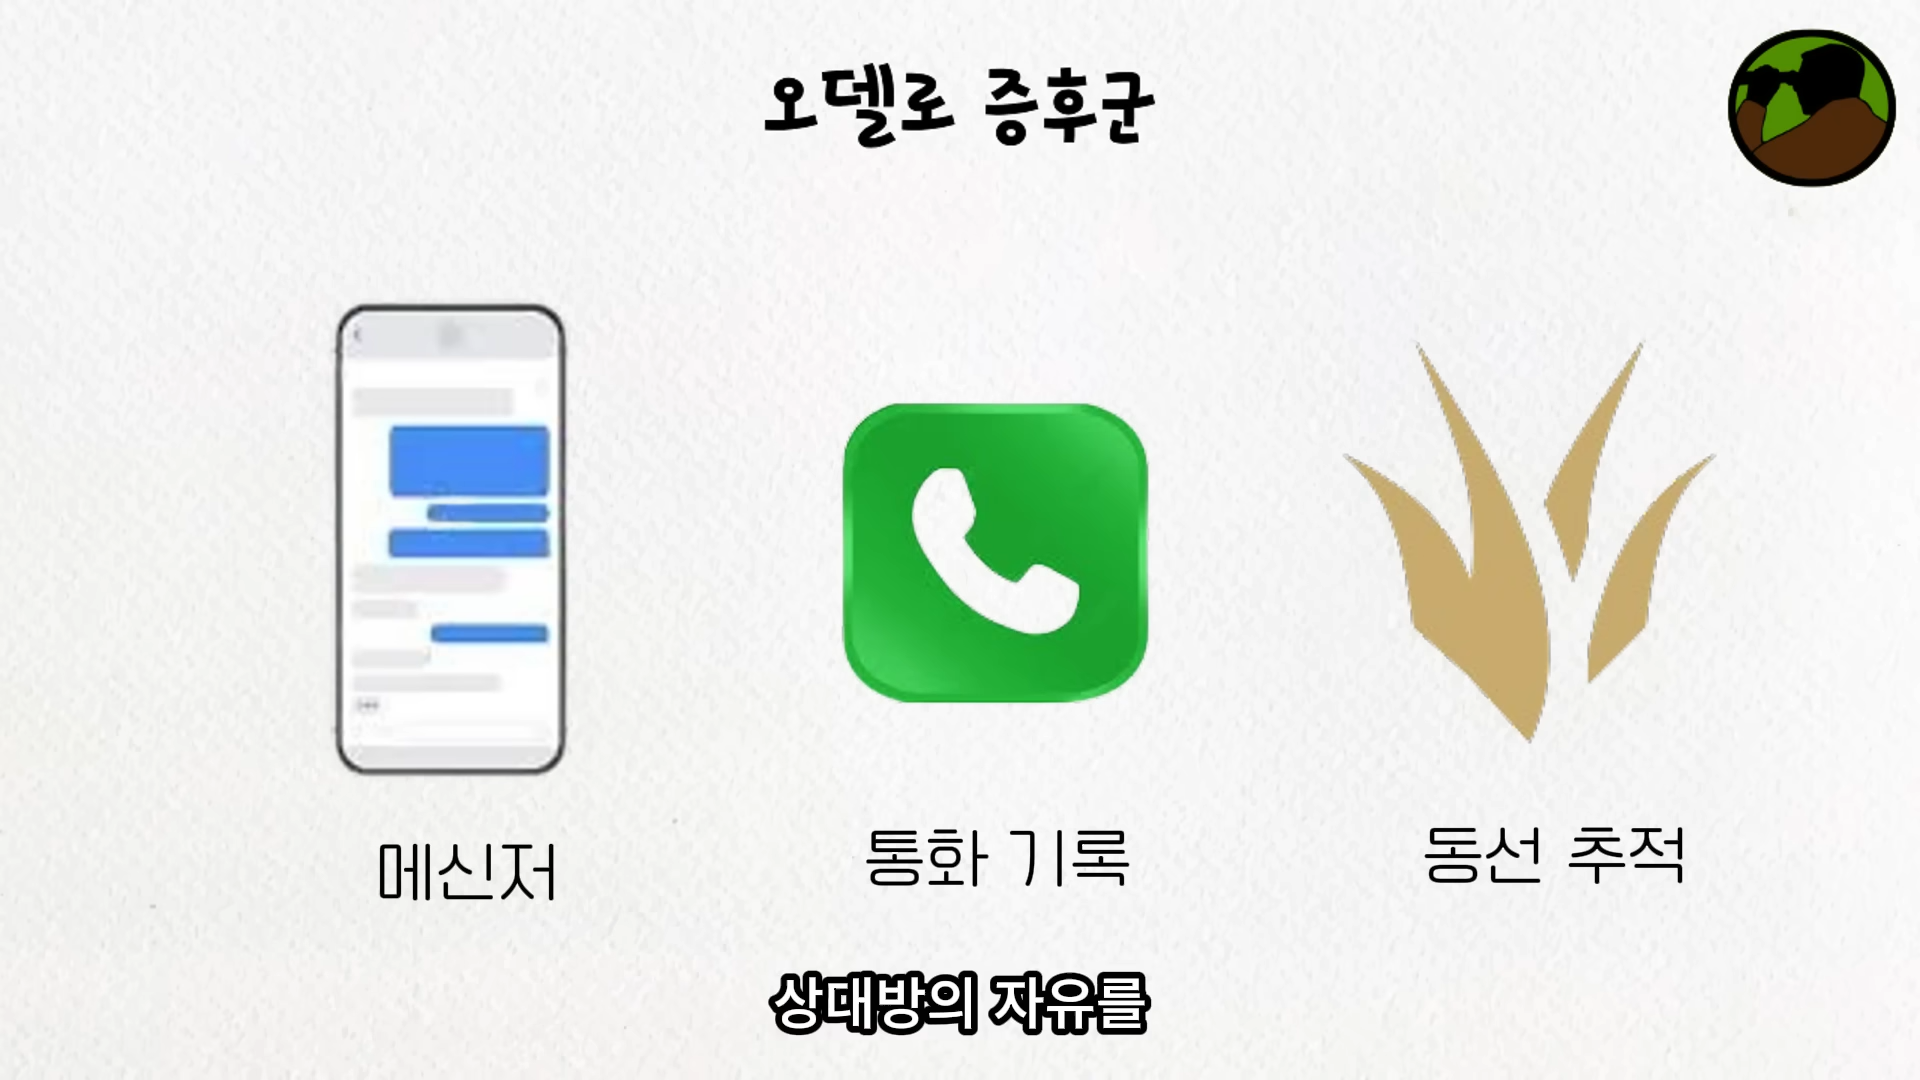 오델로 증후군
메신저
통화 기록
동선 추적
상대방의 자유를